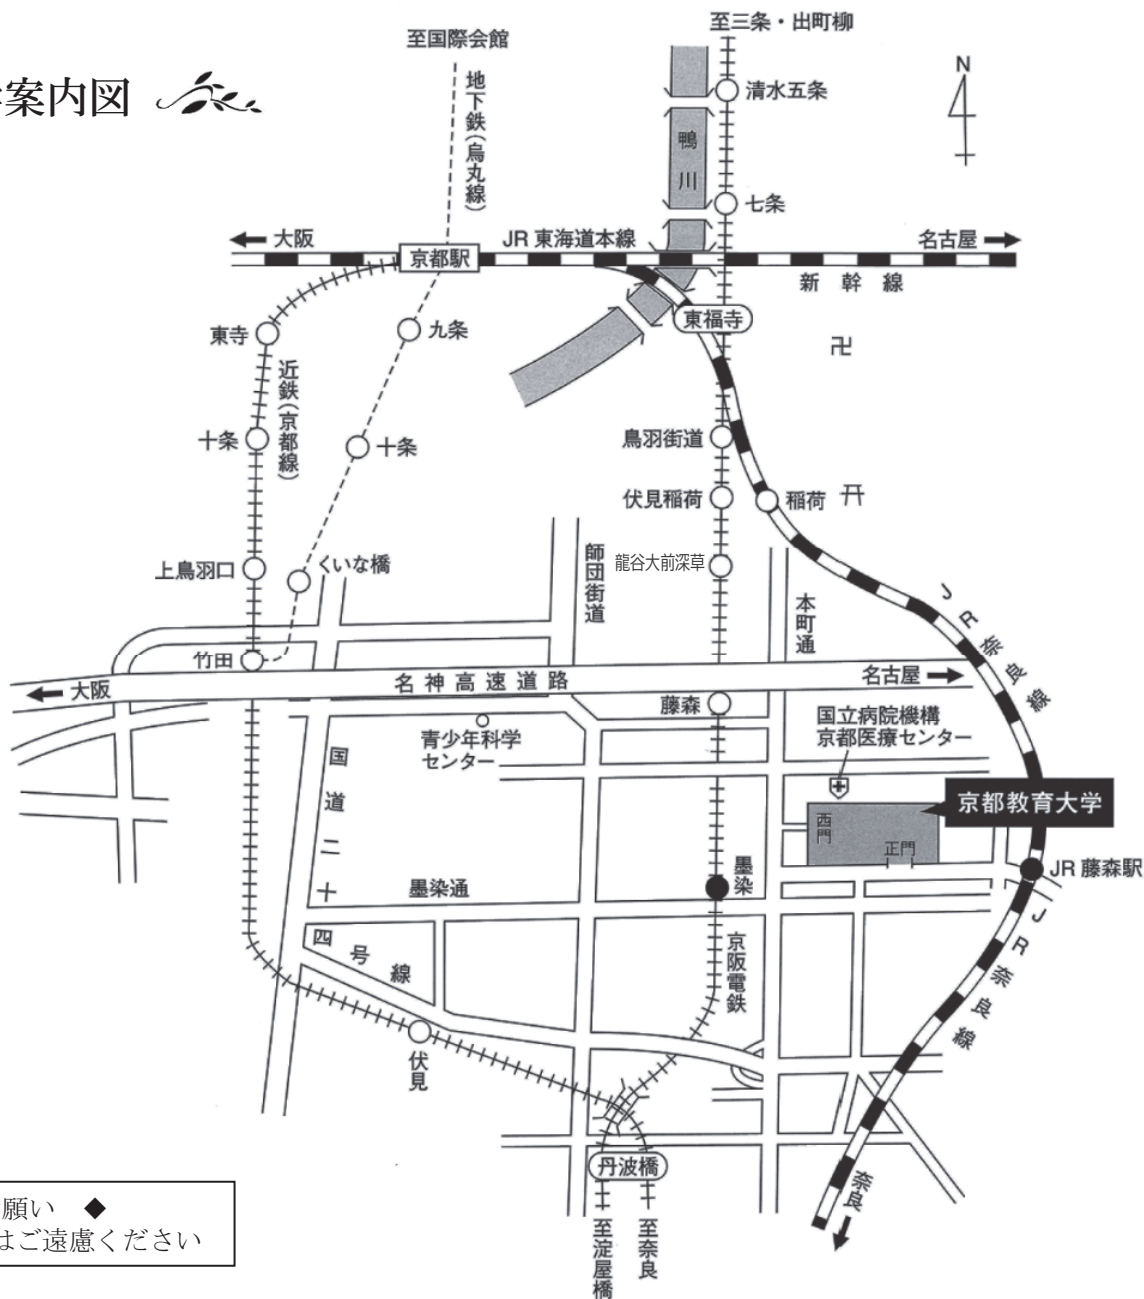 至三条・出町柳
至国際会館
案内図
N
地下鉄(烏丸線)
清水五条
鴨川
七条
大阪
JR 東海道本線
名古屋
京都駅
新幹線
東福寺
東寺
九条
卍
近鉄(京都線)
十条
十条
鳥羽街道
伏見稲荷
稲荷
上鳥羽口
くいな橋
師団街道
龍谷大前深草
本町通
JR奈良線
竹田
大阪
名神高速道路
名古屋
藤森
国立病院機構
京都医療センター
青少年科学
センター
国道二十四号線
京都教育大学
西門
正門
墨染
JR 藤森駅
墨染通
京阪電鉄
JR奈良線
伏見
丹波橋
奈良
至淀屋橋
至奈良
願い ◆
はご遠慮ください